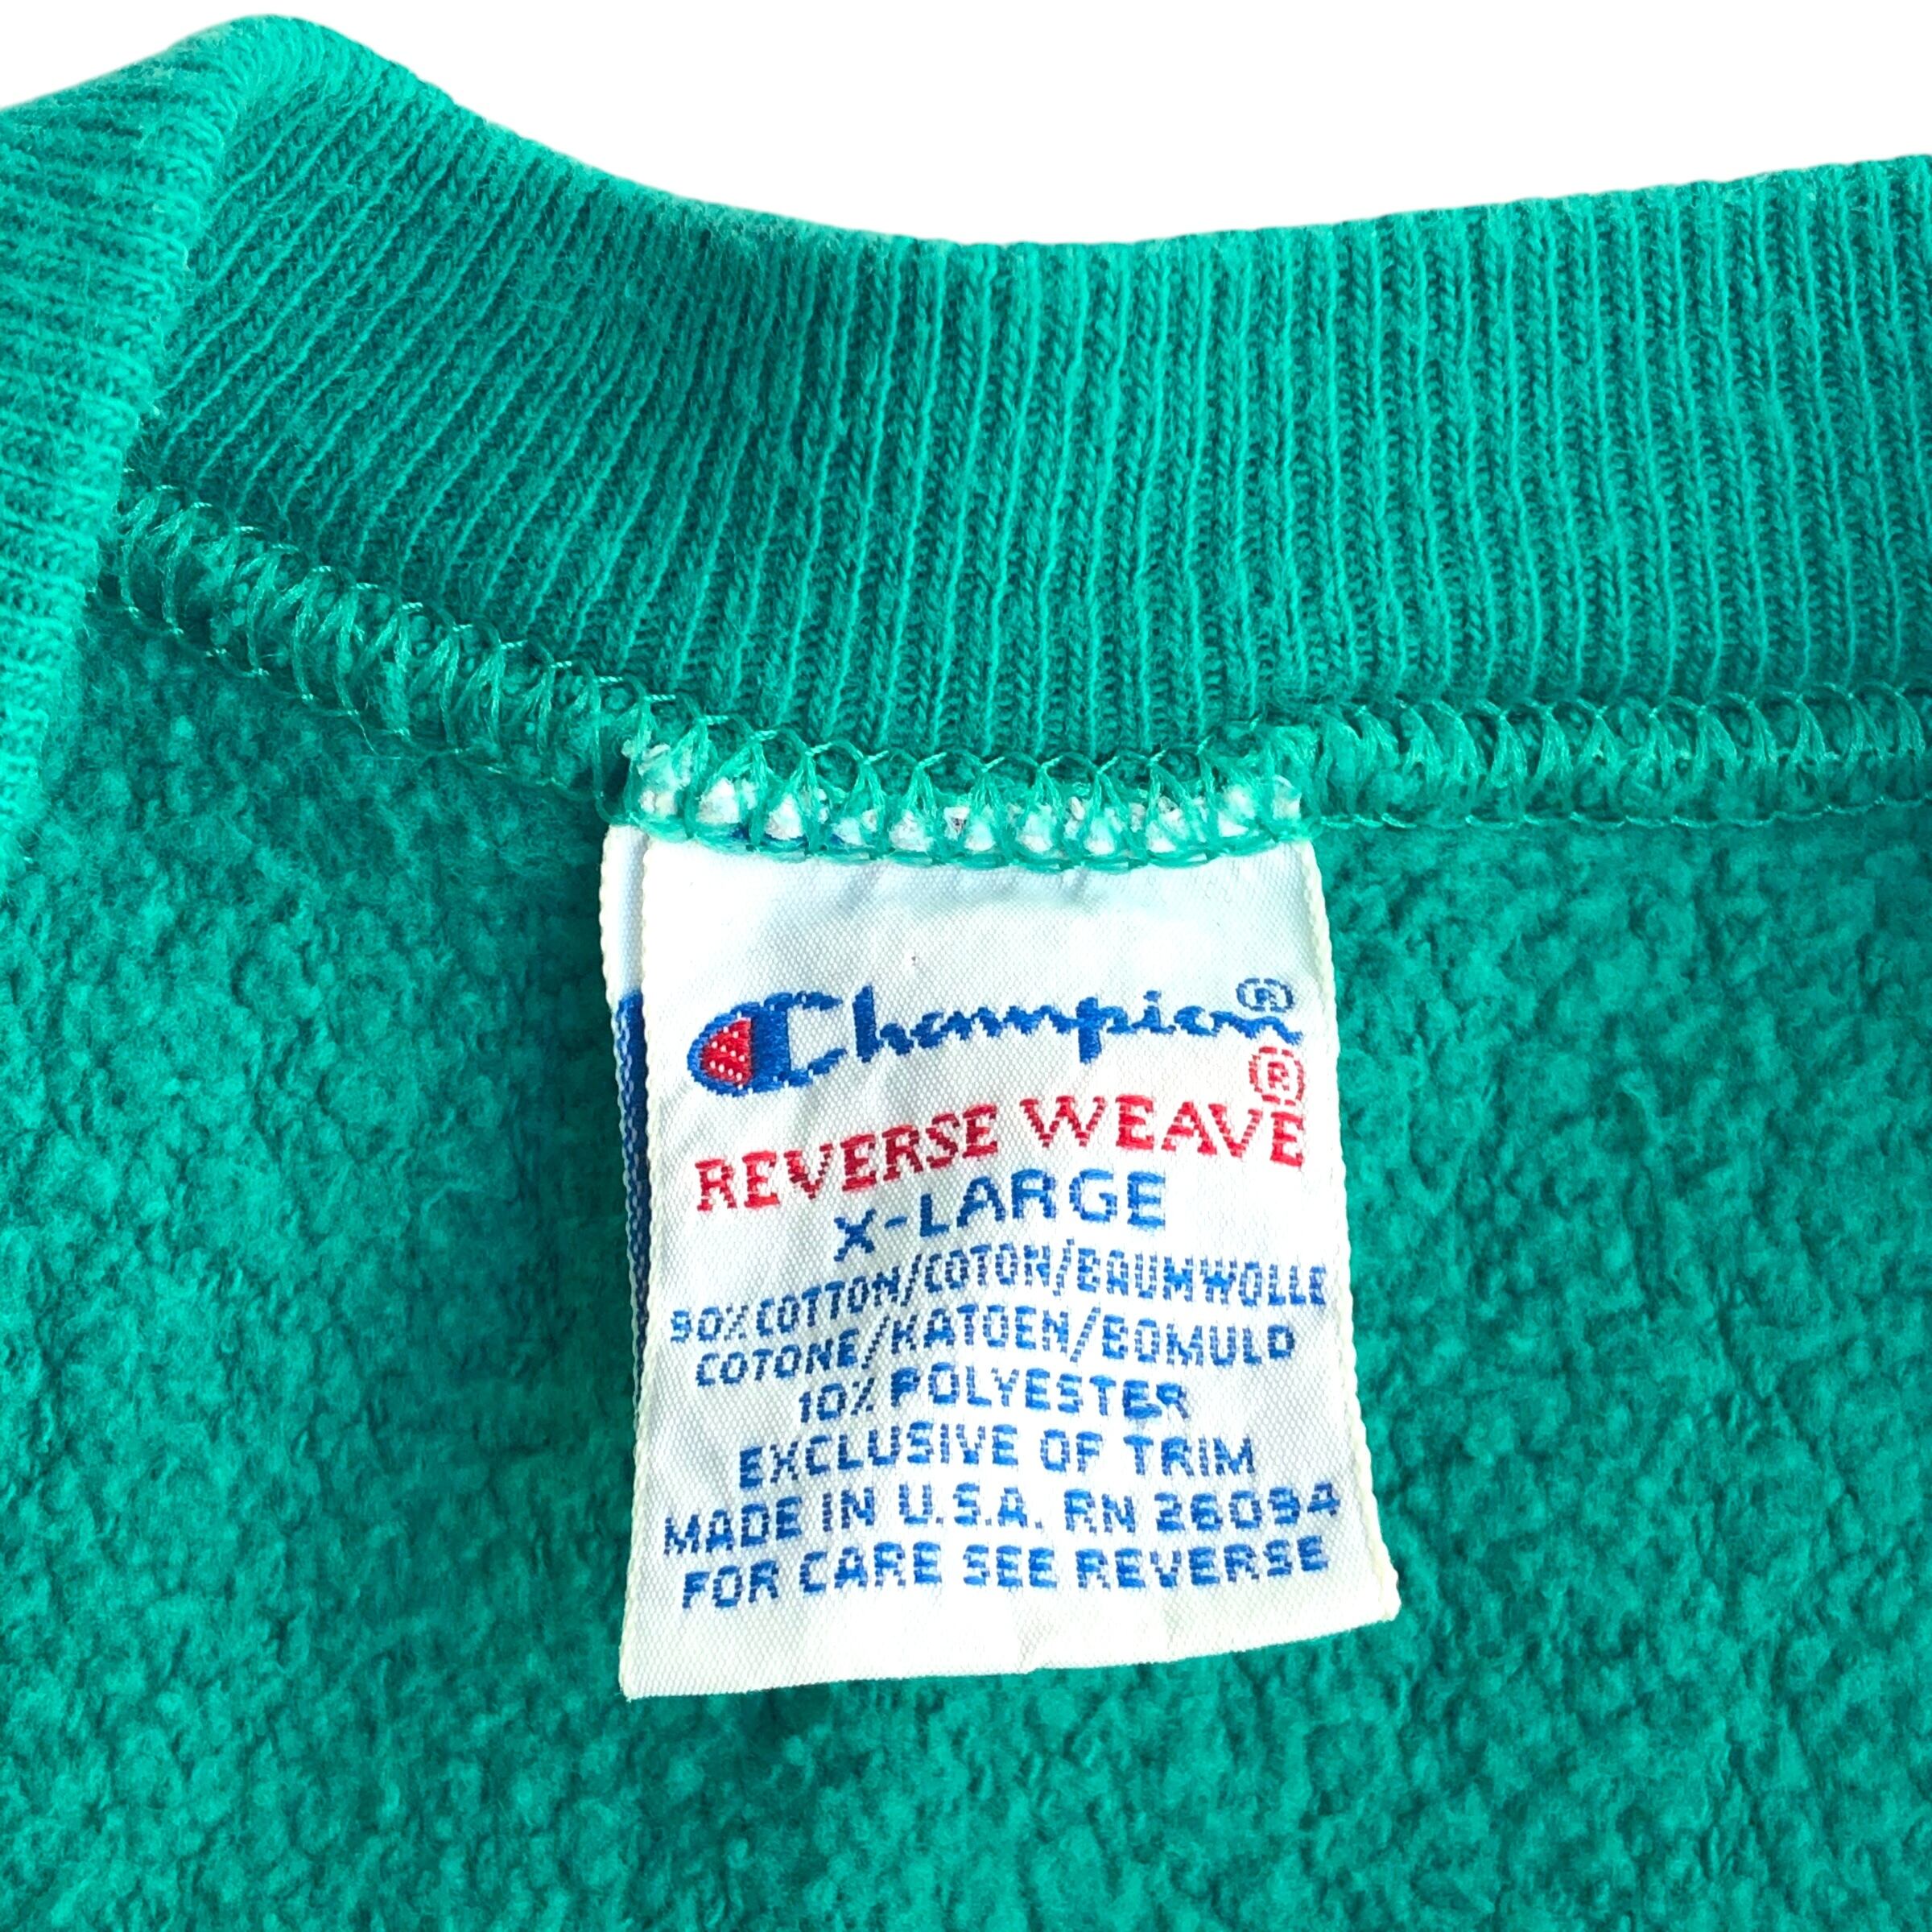 Champion®
REVERSE WEAVE®
X-LARGE
90% COTTON/COTON/BAUMWOLLE
COTONE/KATOEN/BOMULD
10% POLYESTER
EXCLUSIVE OF TRIM
MADE IN U.S.A. RN 26094
FOR CARE SEE REVERSE